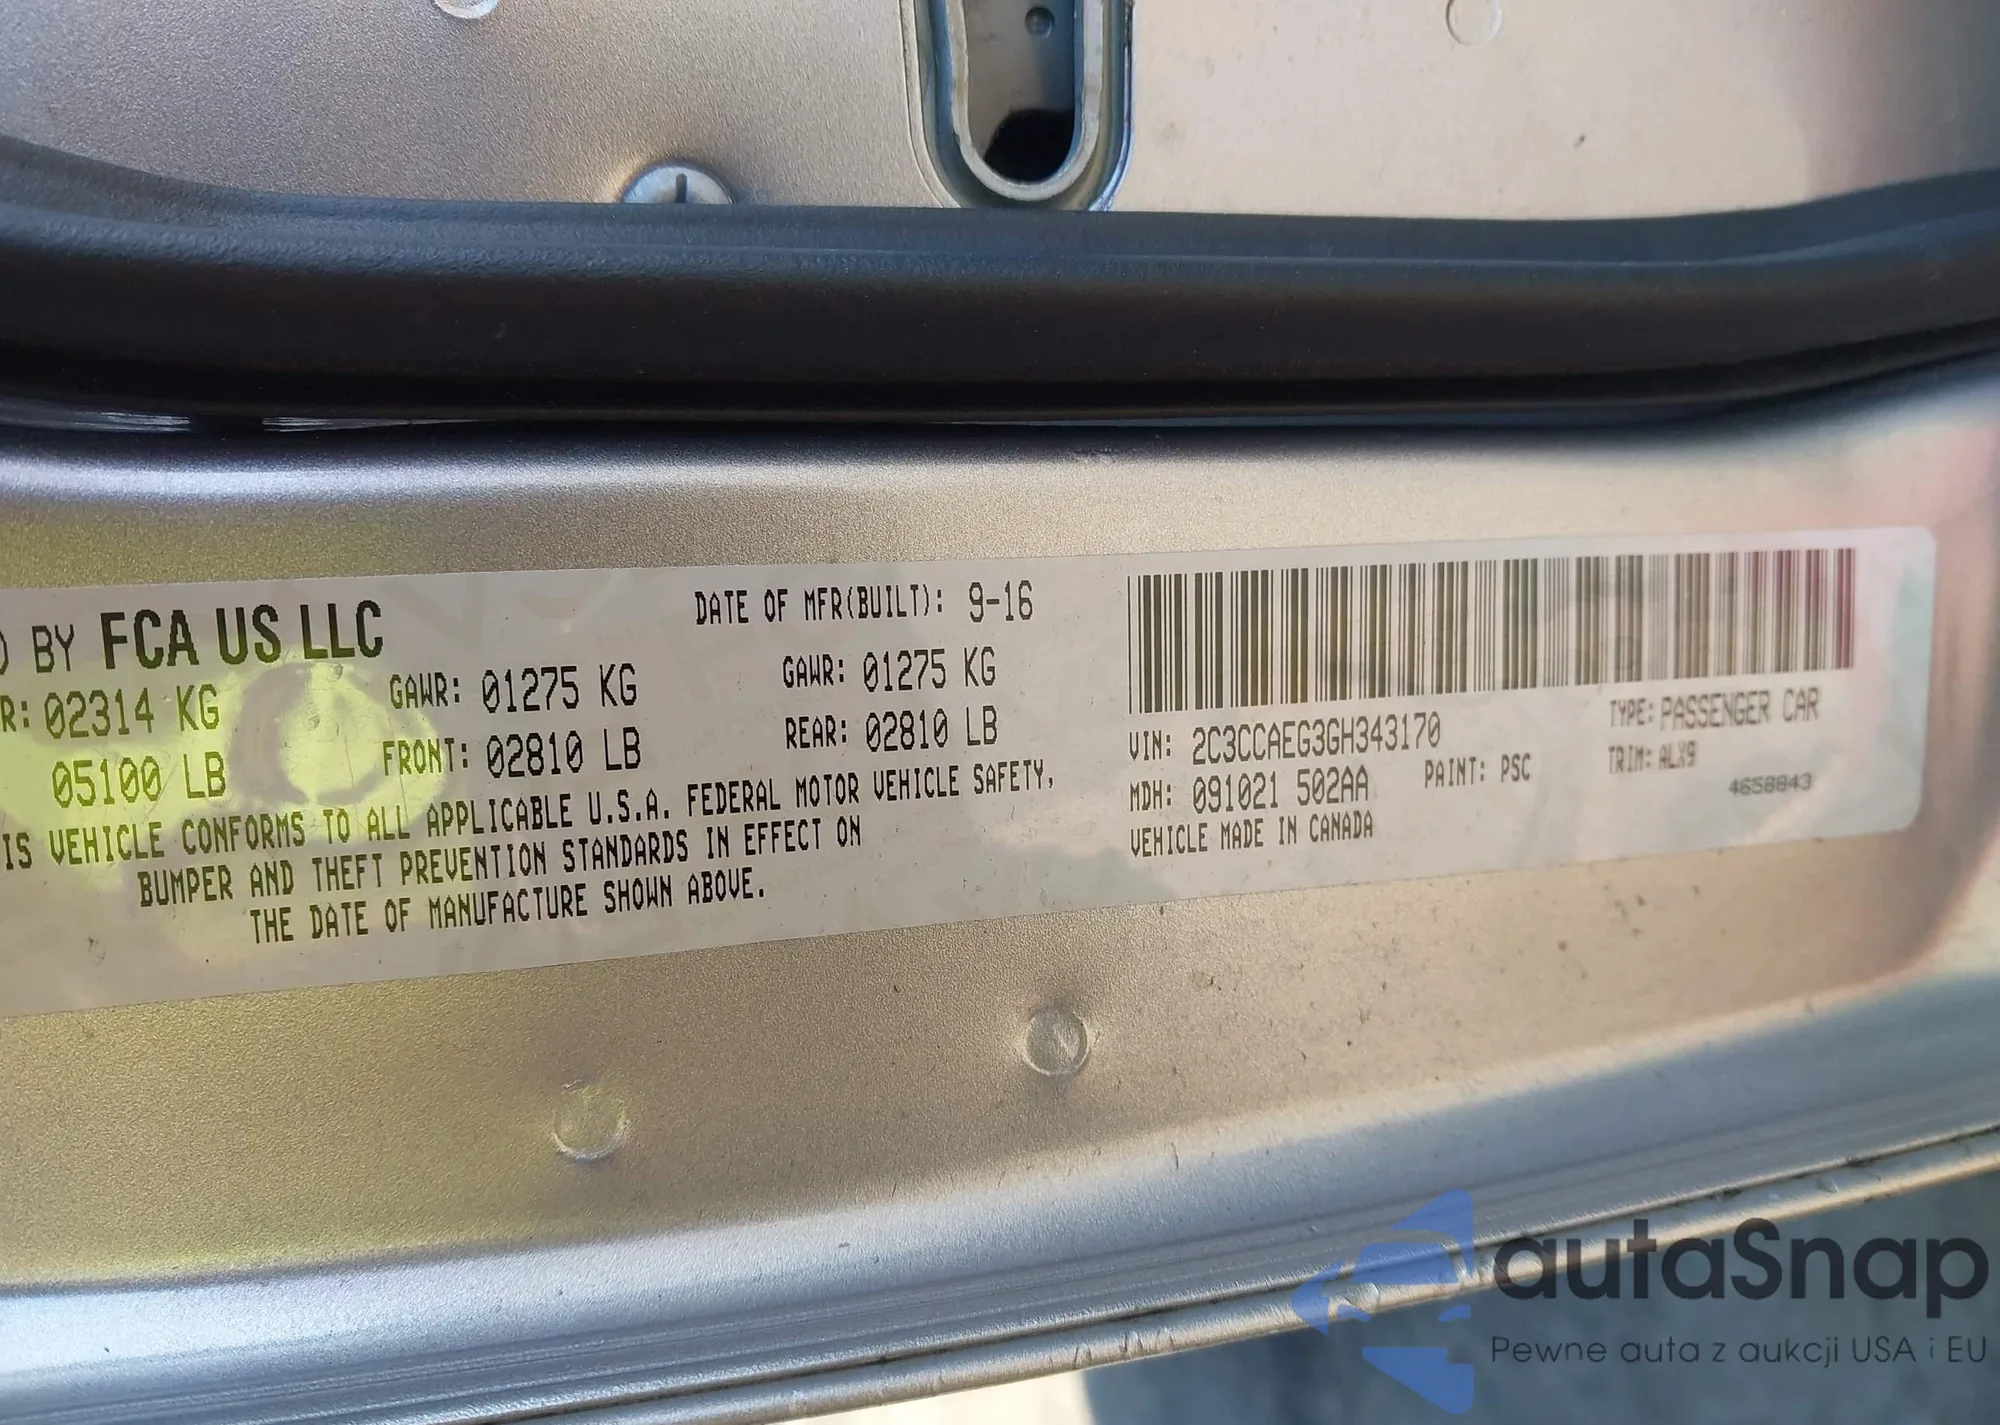 D BY FCA US LLC
DATE OF MFR(BUILT): 9-16
R: 02314 KG
GAWR: 01275 KG
GAWR: 01275 KG
05100 LB
FRONT: 02810 LB
REAR: 02810 LB
IS VEHICLE CONFORMS TO ALL APPLICABLE U.S.A. FEDERAL MOTOR VEHICLE SAFETY,
BUMPER AND THEFT PREVENTION STANDARDS IN EFFECT ON
THE DATE OF MANUFACTURE SHOWN ABOVE.
VIN: 2C3CCAEG3GH343170
TYPE: PASSENGER CAR
MDH: 091021 502AA
PAINT: PSC
TRIM: ALX9
4658843
VEHICLE MADE IN CANADA
autaSnap
Pewne auta z aukcji USA i EU